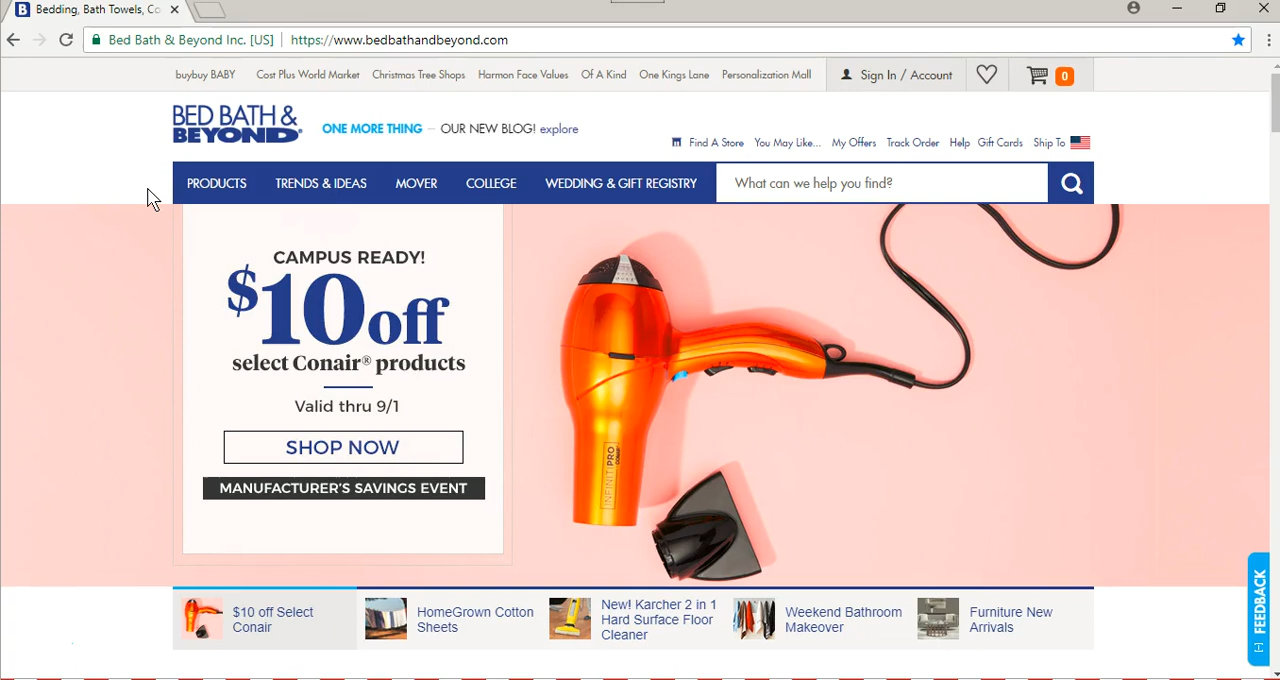 Bedding, Bath Towels, Co
Bed Bath & Beyond Inc. [US] https://www.bedbathandbeyond.com
buybuy BABY Cost Plus World Market Christmas Tree Shops Harmon Face Values Of A Kind One Kings Lane Personalization Mall Sign In / Account 0
BED BATH &
BEYOND®
ONE MORE THING – OUR NEW BLOG! explore
Find A Store You May Like... My Offers Track Order Help Gift Cards Ship To
PRODUCTS TRENDS & IDEAS MOVER COLLEGE WEDDING & GIFT REGISTRY What can we help you find?
CAMPUS READY!
$10 off
select Conair® products
Valid thru 9/1
SHOP NOW
MANUFACTURER'S SAVINGS EVENT
INFINITIPRO
CONAIR
FEEDBACK
[+]
$10 off Select
Conair
HomeGrown Cotton
Sheets
New! Karcher 2 in 1
Hard Surface Floor
Cleaner
Weekend Bathroom
Makeover
Furniture New
Arrivals